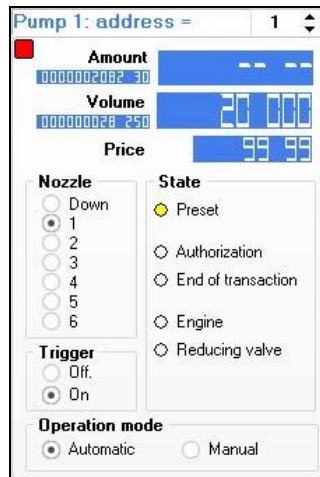 Pump 1: address = 1
Amount
-- --
0000002082 30
Volume
20 000
000000028 250
Price
99 99
Nozzle
Down
1
2
3
4
5
6
State
Preset
Authorization
End of transaction
Engine
Reducing valve
Trigger
Off.
On
Operation mode
Automatic
Manual